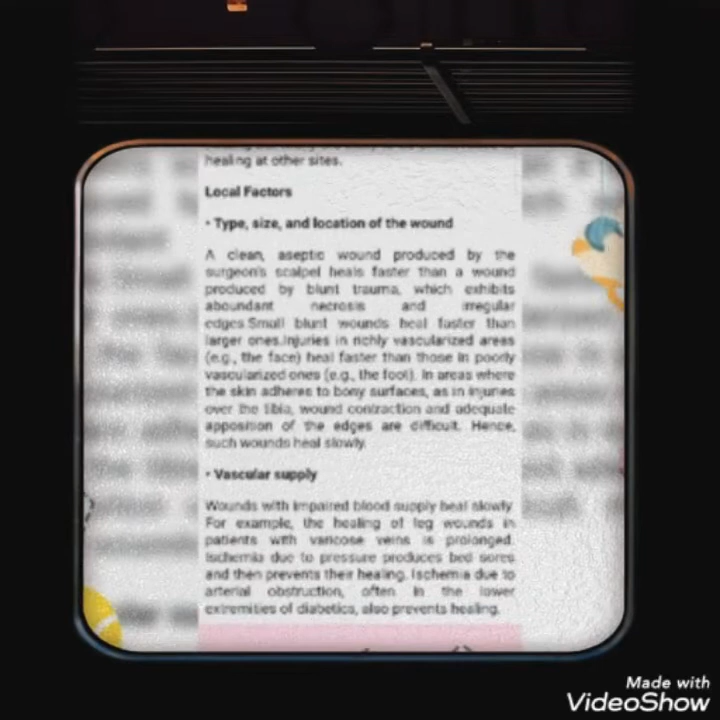 healing at other sites.
Local Factors
• Type, size, and location of the wound
A clean, aseptic wound produced by the
surgeon's scalpel heals faster than a wound
produced by blunt trauma, which exhibits
aboundant necrosis and irregular
edges.Small blunt wounds heal faster than
larger ones.Injuries in richly vascularized areas
(e.g., the face) heal faster than those in poorly
vascularized ones (e.g., the foot). In areas where
the skin adheres to bony surfaces, as in injuries
over the tibia, wound contraction and adequate
apposition of the edges are difficult. Hence,
such wounds heal slowly.
• Vascular supply
Wounds with impaired blood supply heal slowly.
For example, the healing of leg wounds in
patients with varicose veins is prolonged.
Ischemia due to pressure produces bed sores
and then prevents their healing. Ischemia due to
arterial obstruction, often in the lower
extremities of diabetics, also prevents healing.
Made with
VideoShow